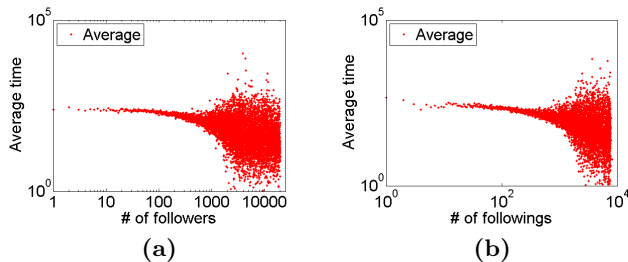 10^5
Average
Average time
10^0
1
10
100
1000
10000
# of followers
(a)
10^5
Average
Average time
10^0
10^0
10^2
10^4
# of followings
(b)